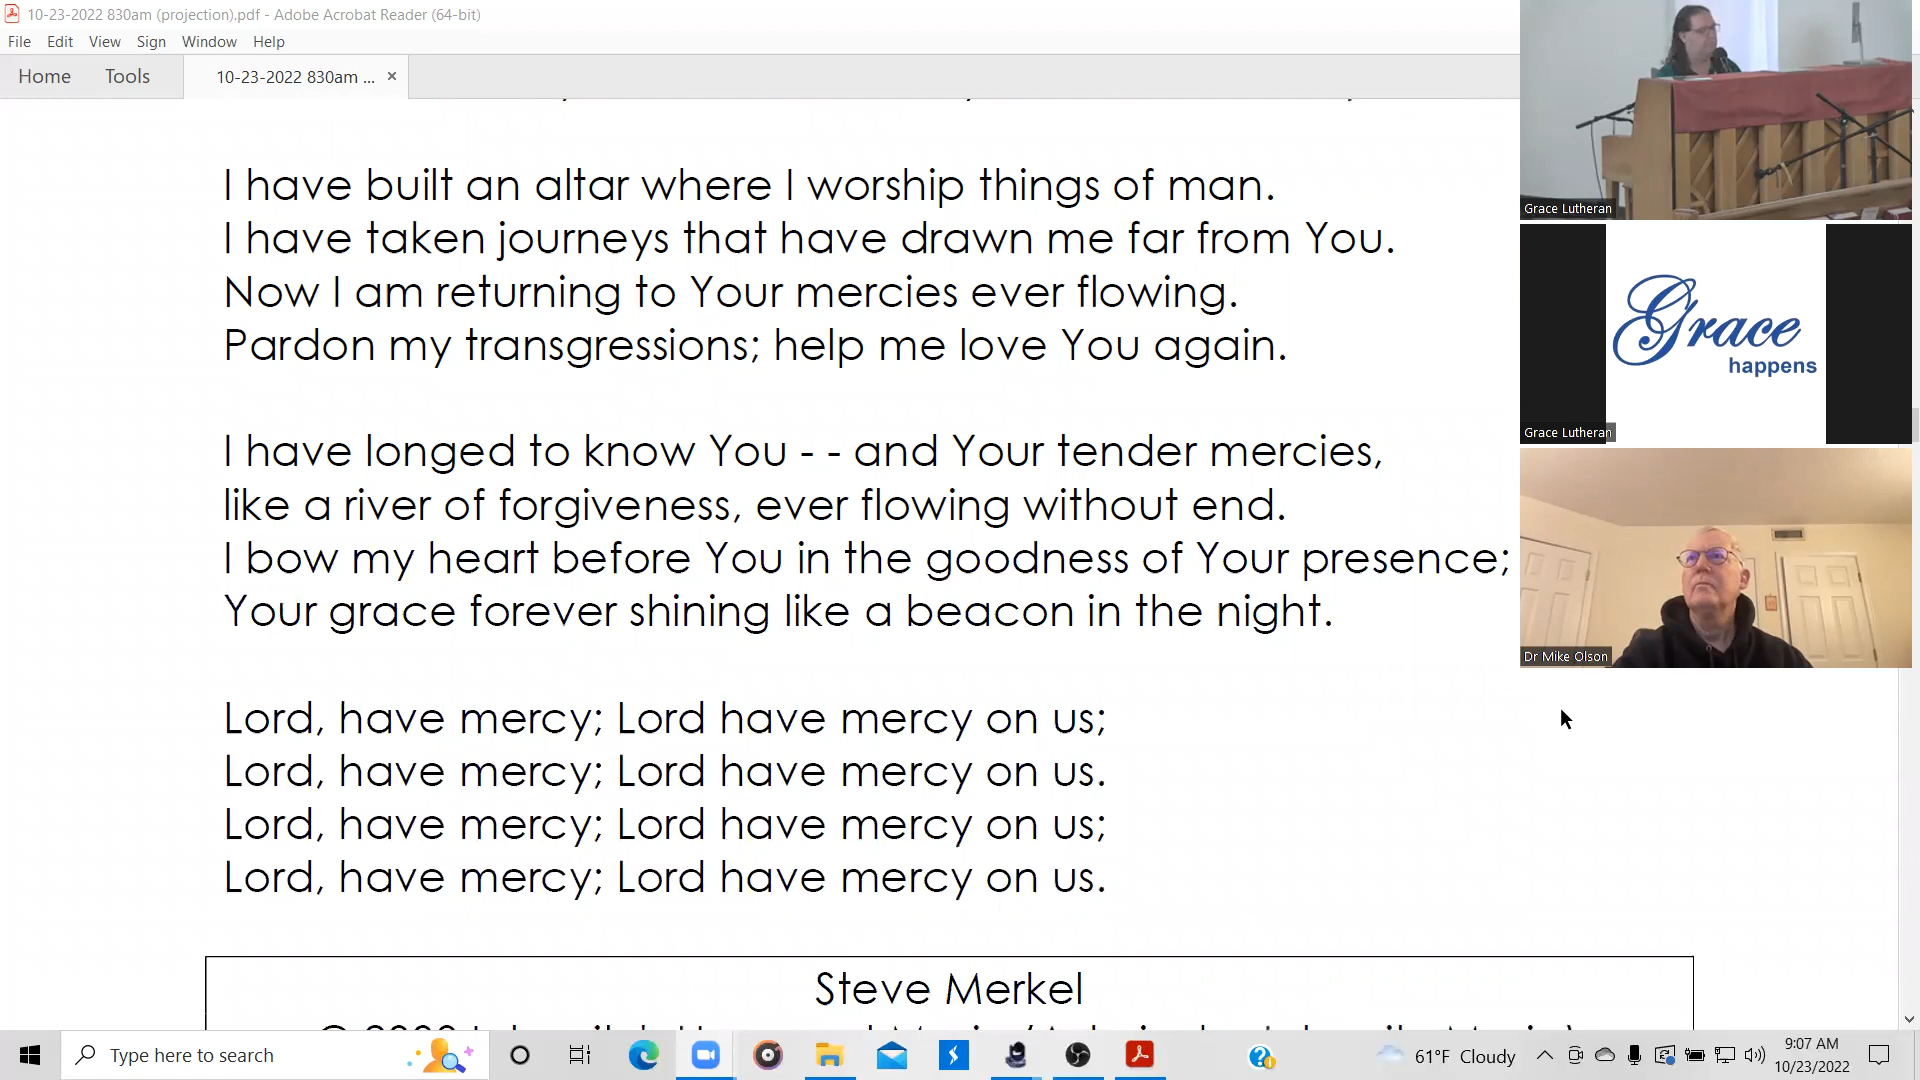 10-23-2022 830am (projection).pdf - Adobe Acrobat Reader (64-bit)
File Edit View Sign Window Help
Home Tools 10-23-2022 830am ... ×
I have built an altar where I worship things of man.
I have taken journeys that have drawn me far from You.
Now I am returning to Your mercies ever flowing.
Pardon my transgressions; help me love You again.
I have longed to know You - - and Your tender mercies,
like a river of forgiveness, ever flowing without end.
I bow my heart before You in the goodness of Your presence;
Your grace forever shining like a beacon in the night.
Lord, have mercy; Lord have mercy on us;
Lord, have mercy; Lord have mercy on us.
Lord, have mercy; Lord have mercy on us;
Lord, have mercy; Lord have mercy on us.
Steve Merkel
Grace Lutheran
Grace
happens
Grace Lutheran
Dr Mike Olson
Type here to search
61°F Cloudy
9:07 AM
10/23/2022